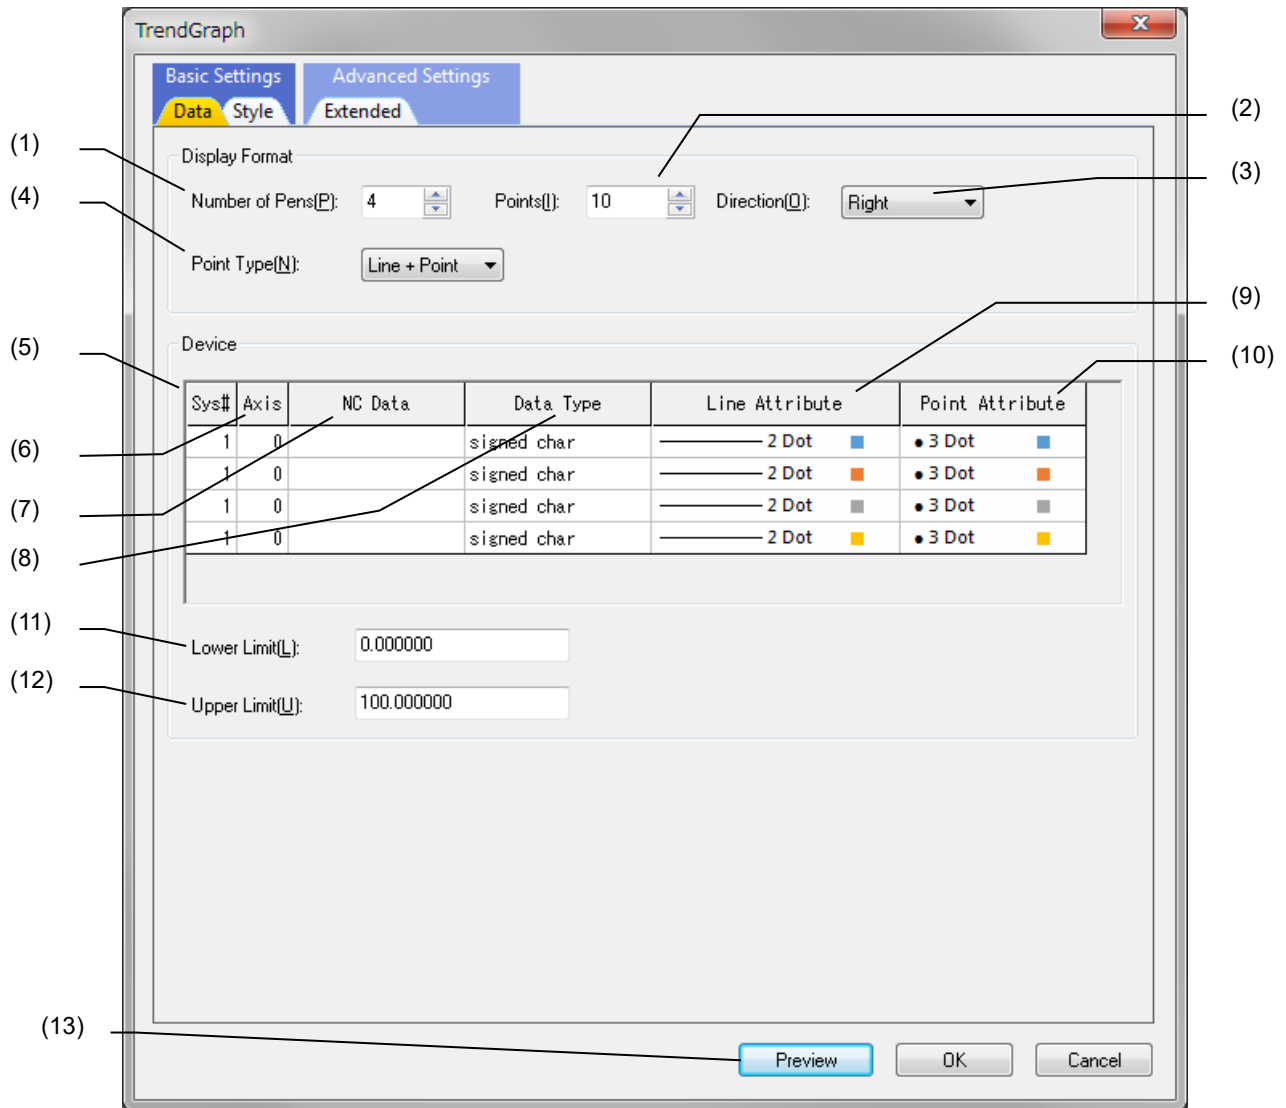 TrendGraph
Basic Settings Advanced Settings
Data Style Extended
(1) (2)
Display Format
(4) (3)
Number of Pens(P): 4 Points(I): 10 Direction(O): Right
Point Type(N): Line + Point
(9)
(5) Device (10)
Sys# Axis NC Data Data Type Line Attribute Point Attribute
(6) 1 0 signed char 2 Dot 3 Dot
1 0 signed char 2 Dot 3 Dot
(7) 1 0 signed char 2 Dot 3 Dot
(8) 1 0 signed char 2 Dot 3 Dot
(11)
Lower Limit(L): 0.000000
(12)
Upper Limit(U): 100.000000
(13)
Preview OK Cancel